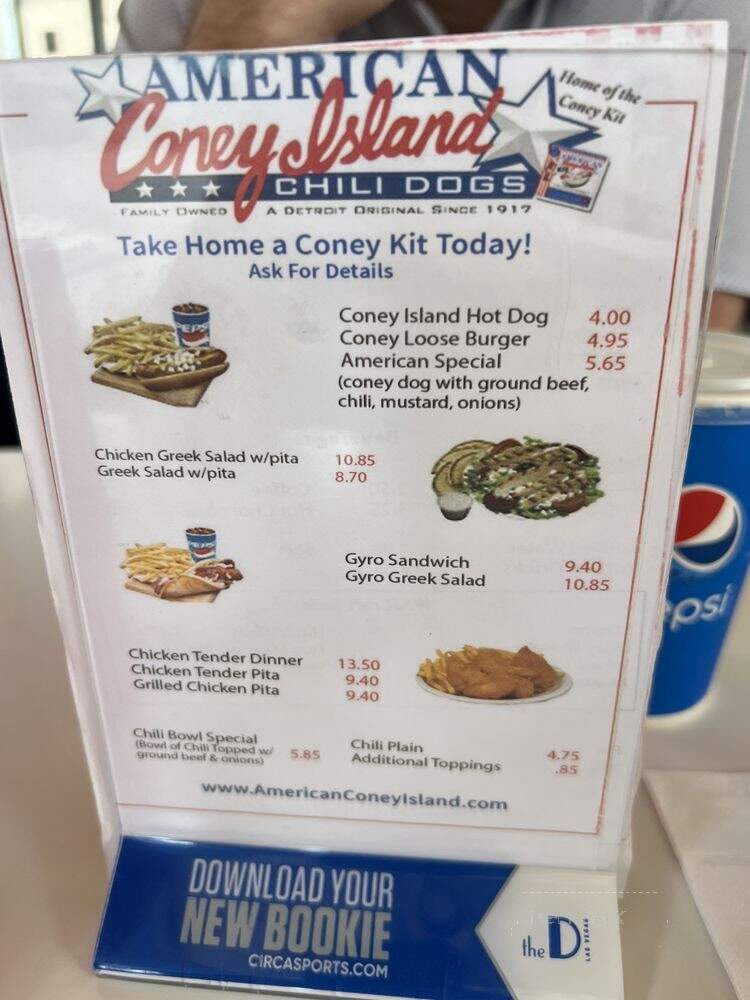 AMERICAN
Coney Island
CHILI DOGS
FAMILY OWNED A DETROIT ORIGINAL SINCE 1917
Home of the
Coney Kit
Take Home a Coney Kit Today!
Ask For Details
PEPSI
Coney Island Hot Dog 4.00
Coney Loose Burger 4.95
American Special 5.65
(coney dog with ground beef,
chili, mustard, onions)
Chicken Greek Salad w/pita 10.85
Greek Salad w/pita 8.70
Gyro Sandwich 9.40
Gyro Greek Salad 10.85
Chicken Tender Dinner 13.50
Chicken Tender Pita 9.40
Grilled Chicken Pita 9.40
Chili Bowl Special
(Bowl of Chili Topped w/
ground beef & onions) 5.85
Chili Plain 4.75
Additional Toppings .85
www.AmericanConeyIsland.com
pepsi
DOWNLOAD YOUR
NEW BOOKIE
CIRCASPORTS.COM
the D
LAS VEGAS